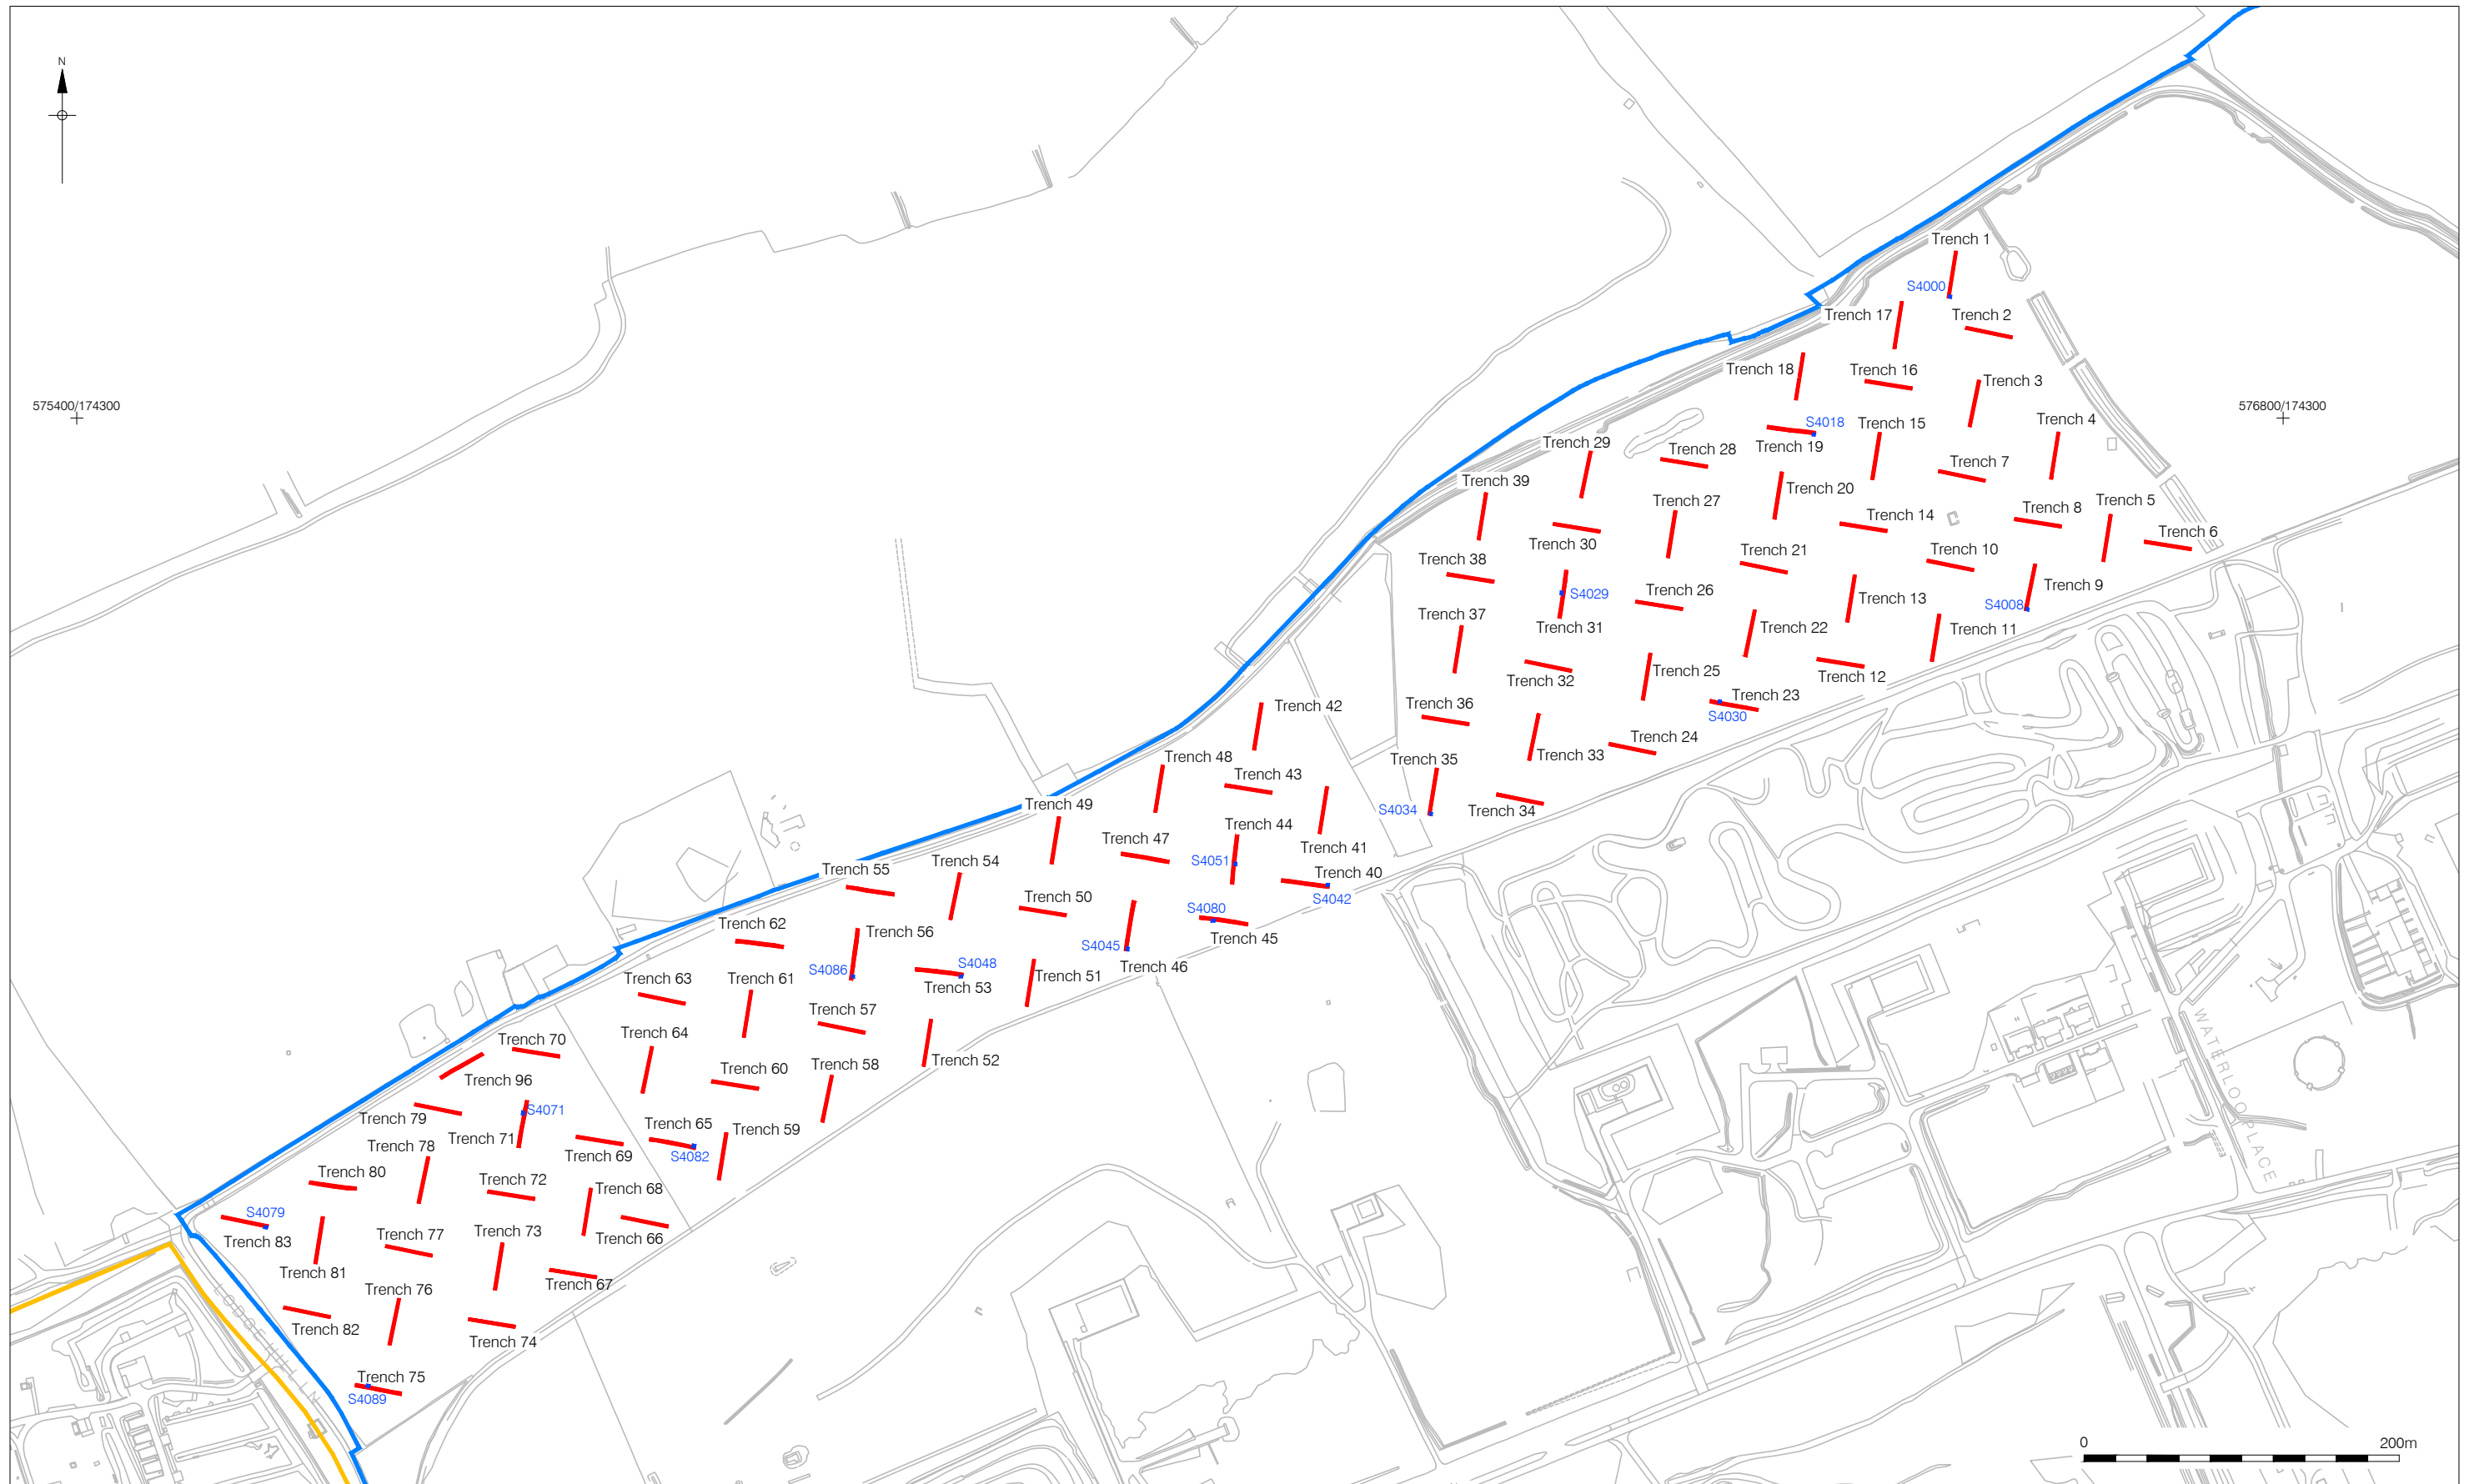 N
Trench 1
S4000
Trench 17
Trench 2
Trench 18
Trench 16
Trench 3
575400/174300
576800/174300
S4018
Trench 15
Trench 4
Trench 29
Trench 28
Trench 19
Trench 7
Trench 39
Trench 20
Trench 27
Trench 5
Trench 14
Trench 8
Trench 6
Trench 30
Trench 21
Trench 10
Trench 38
Trench 26
S4029
Trench 9
Trench 13
S4008
Trench 37
Trench 31
Trench 22
Trench 11
Trench 25
Trench 32
Trench 12
Trench 23
Trench 36
S4030
Trench 42
Trench 24
Trench 33
Trench 48
Trench 35
Trench 43
Trench 49
S4034
Trench 34
Trench 44
Trench 47
Trench 41
S4051
Trench 54
Trench 55
Trench 40
Trench 50
S4042
S4080
Trench 62
Trench 56
Trench 45
S4045
S4048
S4086
Trench 46
Trench 51
Trench 63
Trench 61
Trench 53
Trench 57
WATERLOO PLACE
Trench 64
Trench 70
Trench 52
Trench 58
Trench 60
Trench 96
S4071
Trench 79
Trench 65
Trench 59
Trench 71
Trench 78
Trench 69
S4082
Trench 80
Trench 72
Trench 68
S4079
Trench 77
Trench 73
Trench 83
Trench 66
Trench 81
Trench 67
Trench 76
LODGE HILL LN
Trench 82
Trench 74
Trench 75
S4089
0
200m